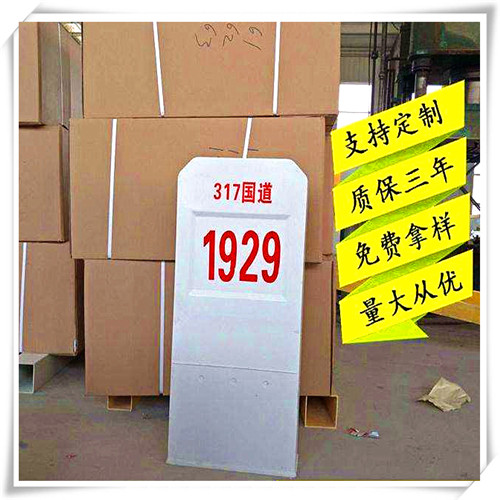 317国道
1929
支持定制
质保三年
免费拿样
量大从优